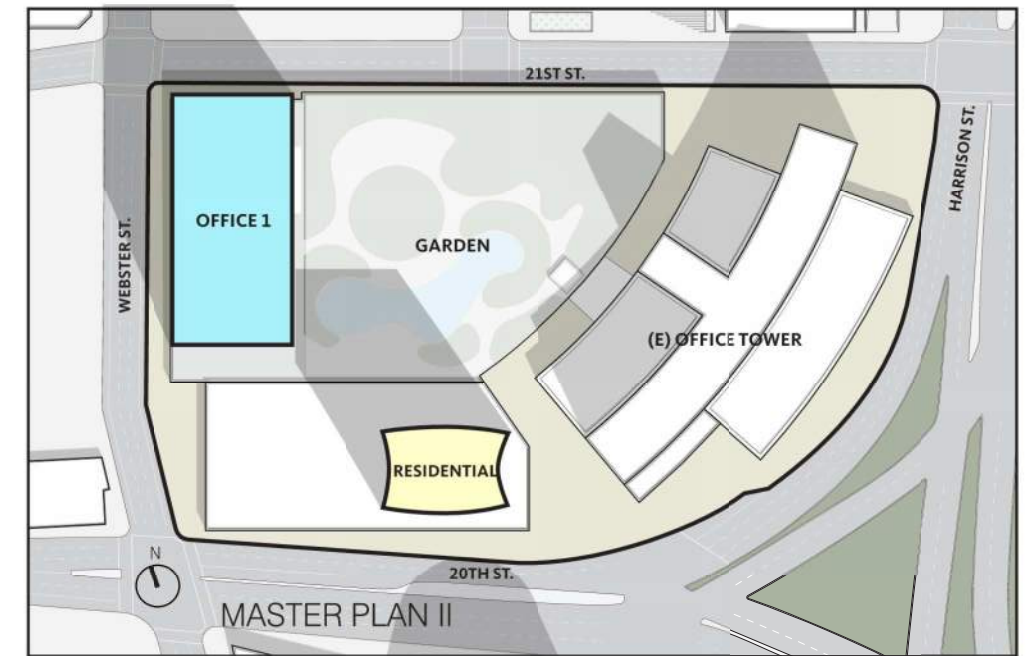 21ST ST.
HARRISON ST.
OFFICE 1
WEBSTER ST.
GARDEN
(E) OFFICE TOWER
RESIDENTIAL
N
20TH ST.
MASTER PLAN II